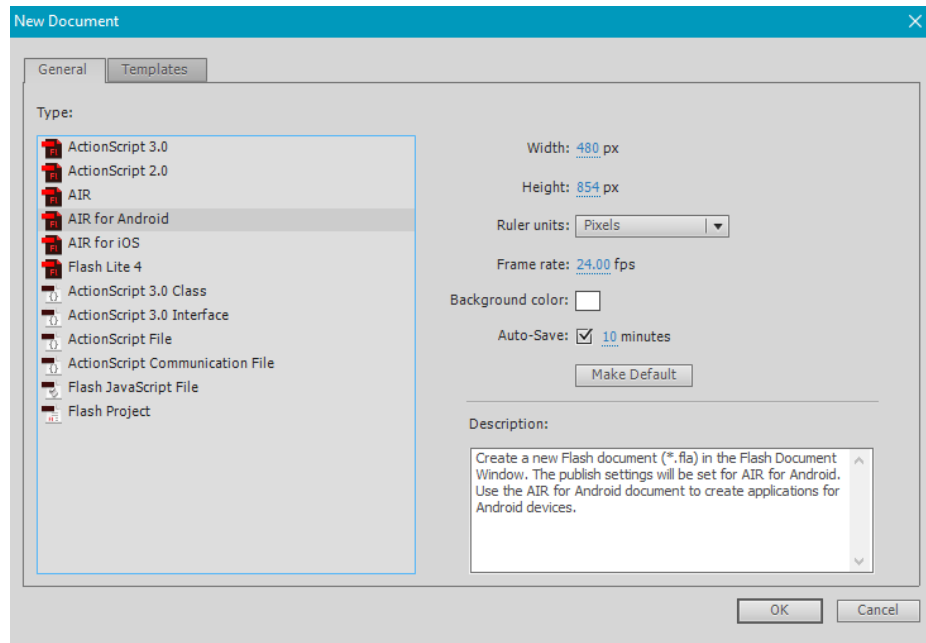 New Document
General Templates
Type:
ActionScript 3.0
ActionScript 2.0
AIR
AIR for Android
AIR for iOS
Flash Lite 4
ActionScript 3.0 Class
ActionScript 3.0 Interface
ActionScript File
ActionScript Communication File
Flash JavaScript File
Flash Project
Width: 480 px
Height: 854 px
Ruler units: Pixels
Frame rate: 24.00 fps
Background color:
Auto-Save: 10 minutes
Make Default
Description:
Create a new Flash document (*.fla) in the Flash Document
Window. The publish settings will be set for AIR for Android.
Use the AIR for Android document to create applications for
Android devices.
OK Cancel